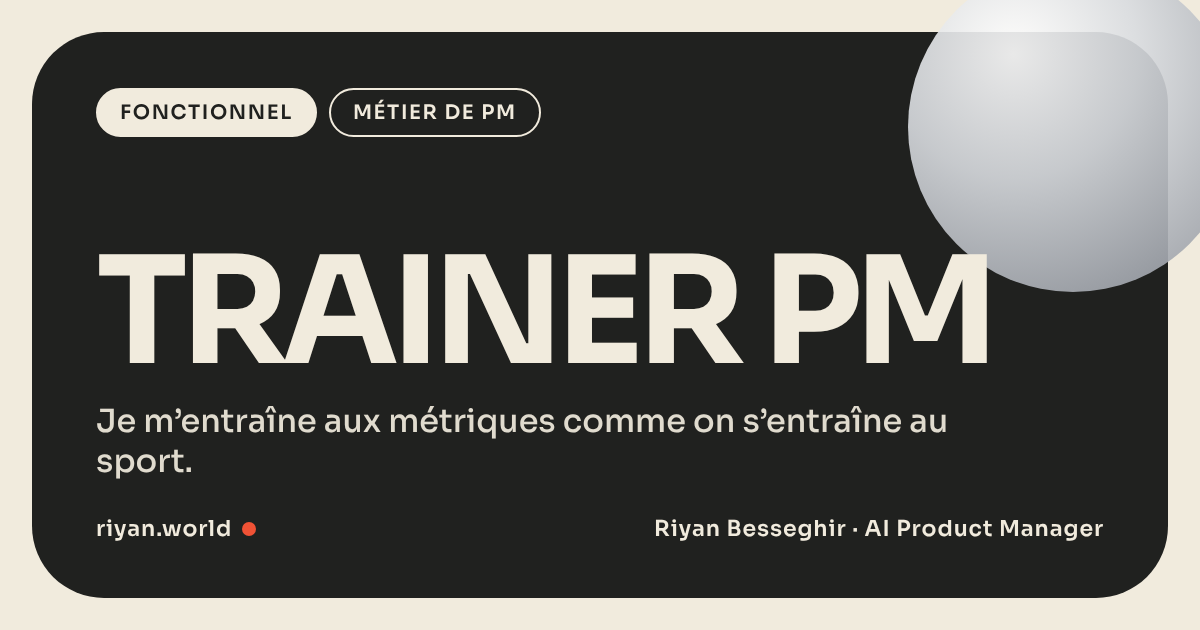 FONCTIONNEL
MÉTIER DE PM
TRAINER PM
Je m’entraîne aux métriques comme on s’entraîne au
sport.
riyan.world
Riyan Besseghir · AI Product Manager